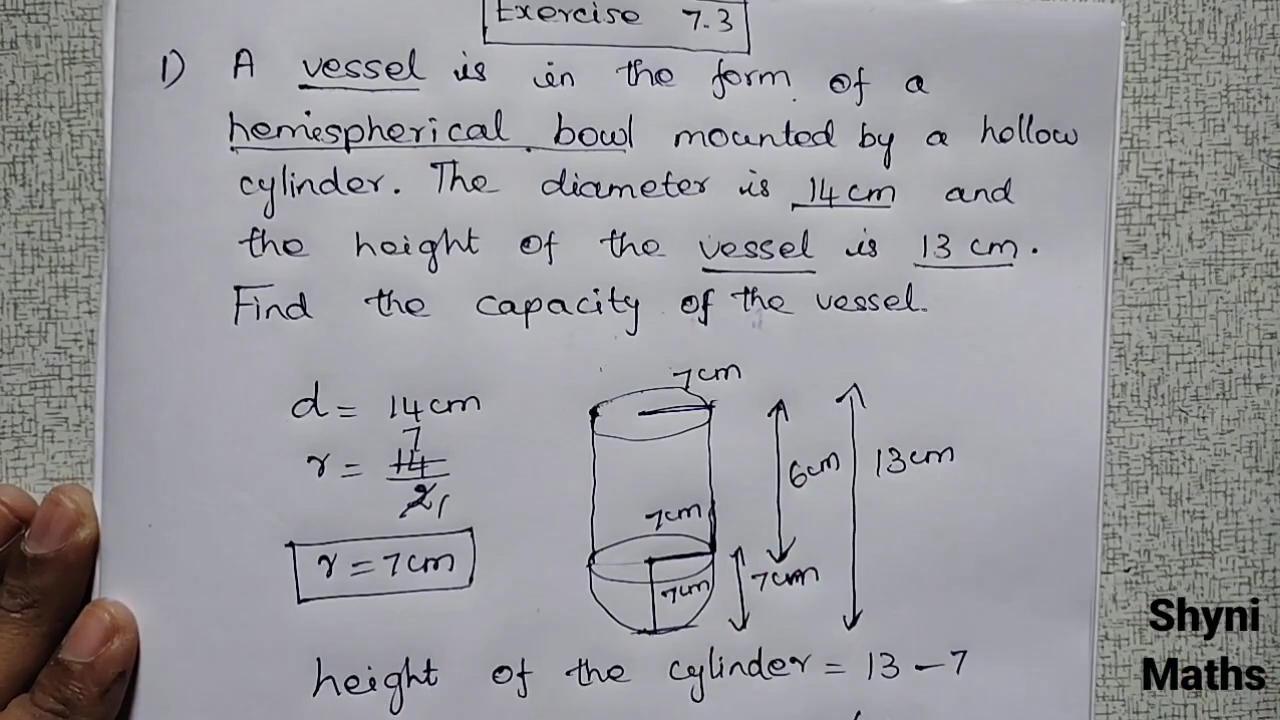 Exercise 7.3
1) A vessel is in the form of a
hemispherical bowl mounted by a hollow
cylinder. The diameter is 14 cm and
the height of the vessel is 13 cm.
Find the capacity of the vessel.
7cm
d = 14cm
7
r = 14
2 1
6cm
13cm
7cm
r = 7cm
7cm
7cm
height of the cylinder = 13 - 7
Shyni
Maths